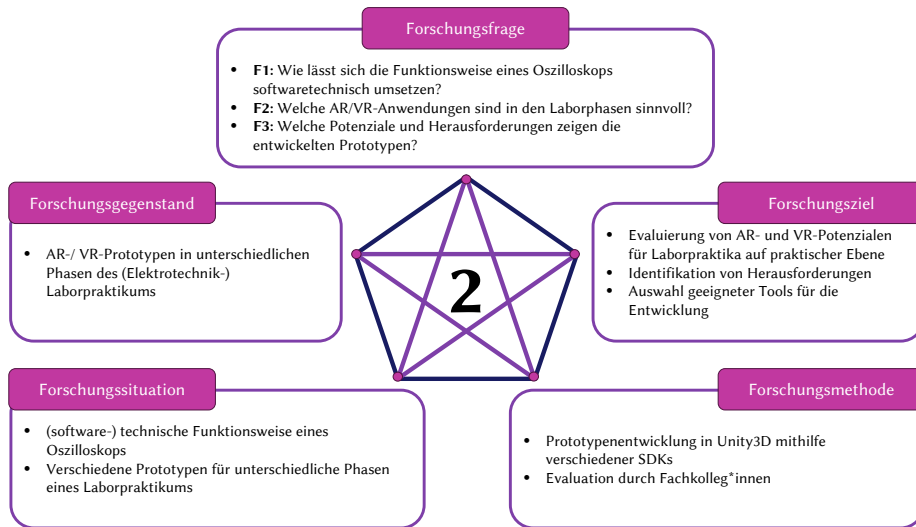 Forschungsfrage
• F1: Wie lässt sich die Funktionsweise eines Oszilloskops
softwaretechnisch umsetzen?
• F2: Welche AR/VR-Anwendungen sind in den Laborphasen sinnvoll?
• F3: Welche Potenziale und Herausforderungen zeigen die
entwickelten Prototypen?
Forschungsgegenstand
• AR-/ VR-Prototypen in unterschiedlichen
Phasen des (Elektrotechnik-)
Laborpraktikums
Forschungsziel
• Evaluierung von AR- und VR-Potenzialen
für Laborpraktika auf praktischer Ebene
• Identifikation von Herausforderungen
• Auswahl geeigneter Tools für die
Entwicklung
2
Forschungssituation
• (software-) technische Funktionsweise eines
Oszilloskops
• Verschiedene Prototypen für unterschiedliche Phasen
eines Laborpraktikums
Forschungsmethode
• Prototypenentwicklung in Unity3D mithilfe
verschiedener SDKs
• Evaluation durch Fachkolleg*innen